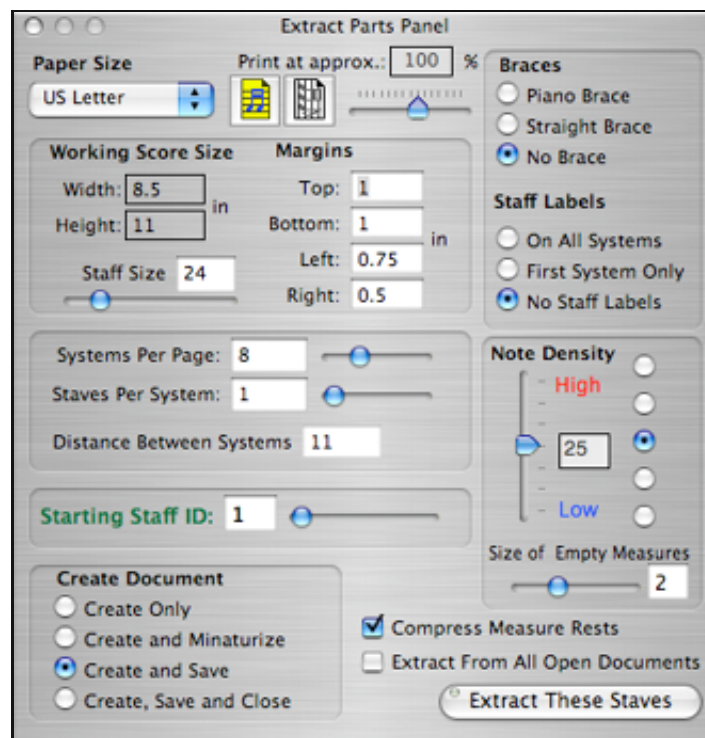 Extract Parts Panel
Paper Size
US Letter
Print at approx.: 100 %
Working Score Size
Width: 8.5
Height: 11
in
Staff Size 24
Margins
Top: 1
Bottom: 1
Left: 0.75
Right: 0.5
in
Braces
Piano Brace
Straight Brace
No Brace
Staff Labels
On All Systems
First System Only
No Staff Labels
Systems Per Page: 8
Staves Per System: 1
Distance Between Systems 11
Note Density
High
25
Low
Size of Empty Measures
2
Starting Staff ID: 1
Create Document
Create Only
Create and Minaturize
Create and Save
Create, Save and Close
Compress Measure Rests
Extract From All Open Documents
Extract These Staves